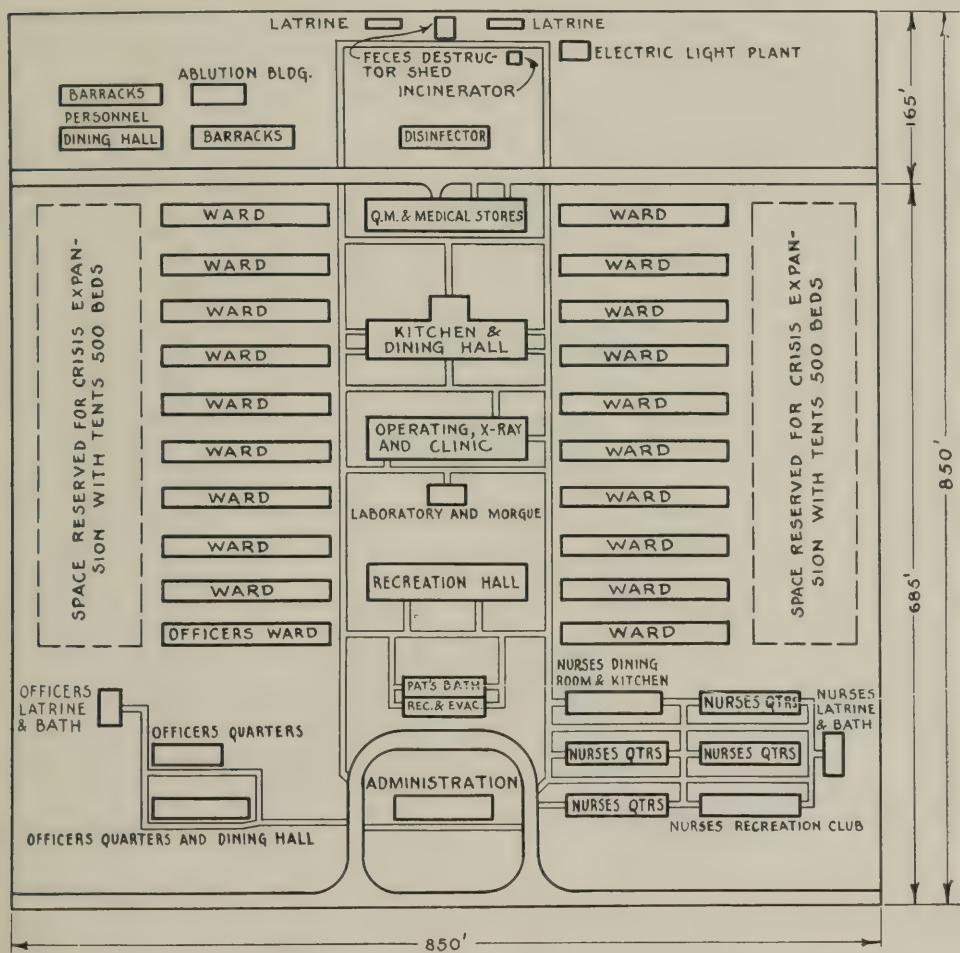 LATRINE
LATRINE
FECES DESTRUC-
TOR SHED
INCINERATOR
ELECTRIC LIGHT PLANT
ABLUTION BLDG.
BARRACKS
PERSONNEL
DINING HALL
BARRACKS
DISINFECTOR
165'
850'
685'
Q.M. & MEDICAL STORES
SPACE RESERVED FOR CRISIS EXPAN-
SION WITH TENTS 500 BEDS
WARD
WARD
WARD
WARD
WARD
WARD
WARD
WARD
WARD
OFFICERS WARD
KITCHEN &
DINING HALL
OPERATING, X-RAY
AND CLINIC
LABORATORY AND MORGUE
RECREATION HALL
PAT'S BATH
REC. & EVAC.
WARD
WARD
WARD
WARD
WARD
WARD
WARD
WARD
WARD
WARD
SPACE RESERVED FOR CRISIS EXPAN-
SION WITH TENTS 500 BEDS
OFFICERS
LATRINE
& BATH
OFFICERS QUARTERS
OFFICERS QUARTERS AND DINING HALL
ADMINISTRATION
NURSES DINING
ROOM & KITCHEN
NURSES QTRS
NURSES
LATRINE
& BATH
NURSES QTRS
NURSES QTRS
NURSES QTRS
NURSES RECREATION CLUB
850'